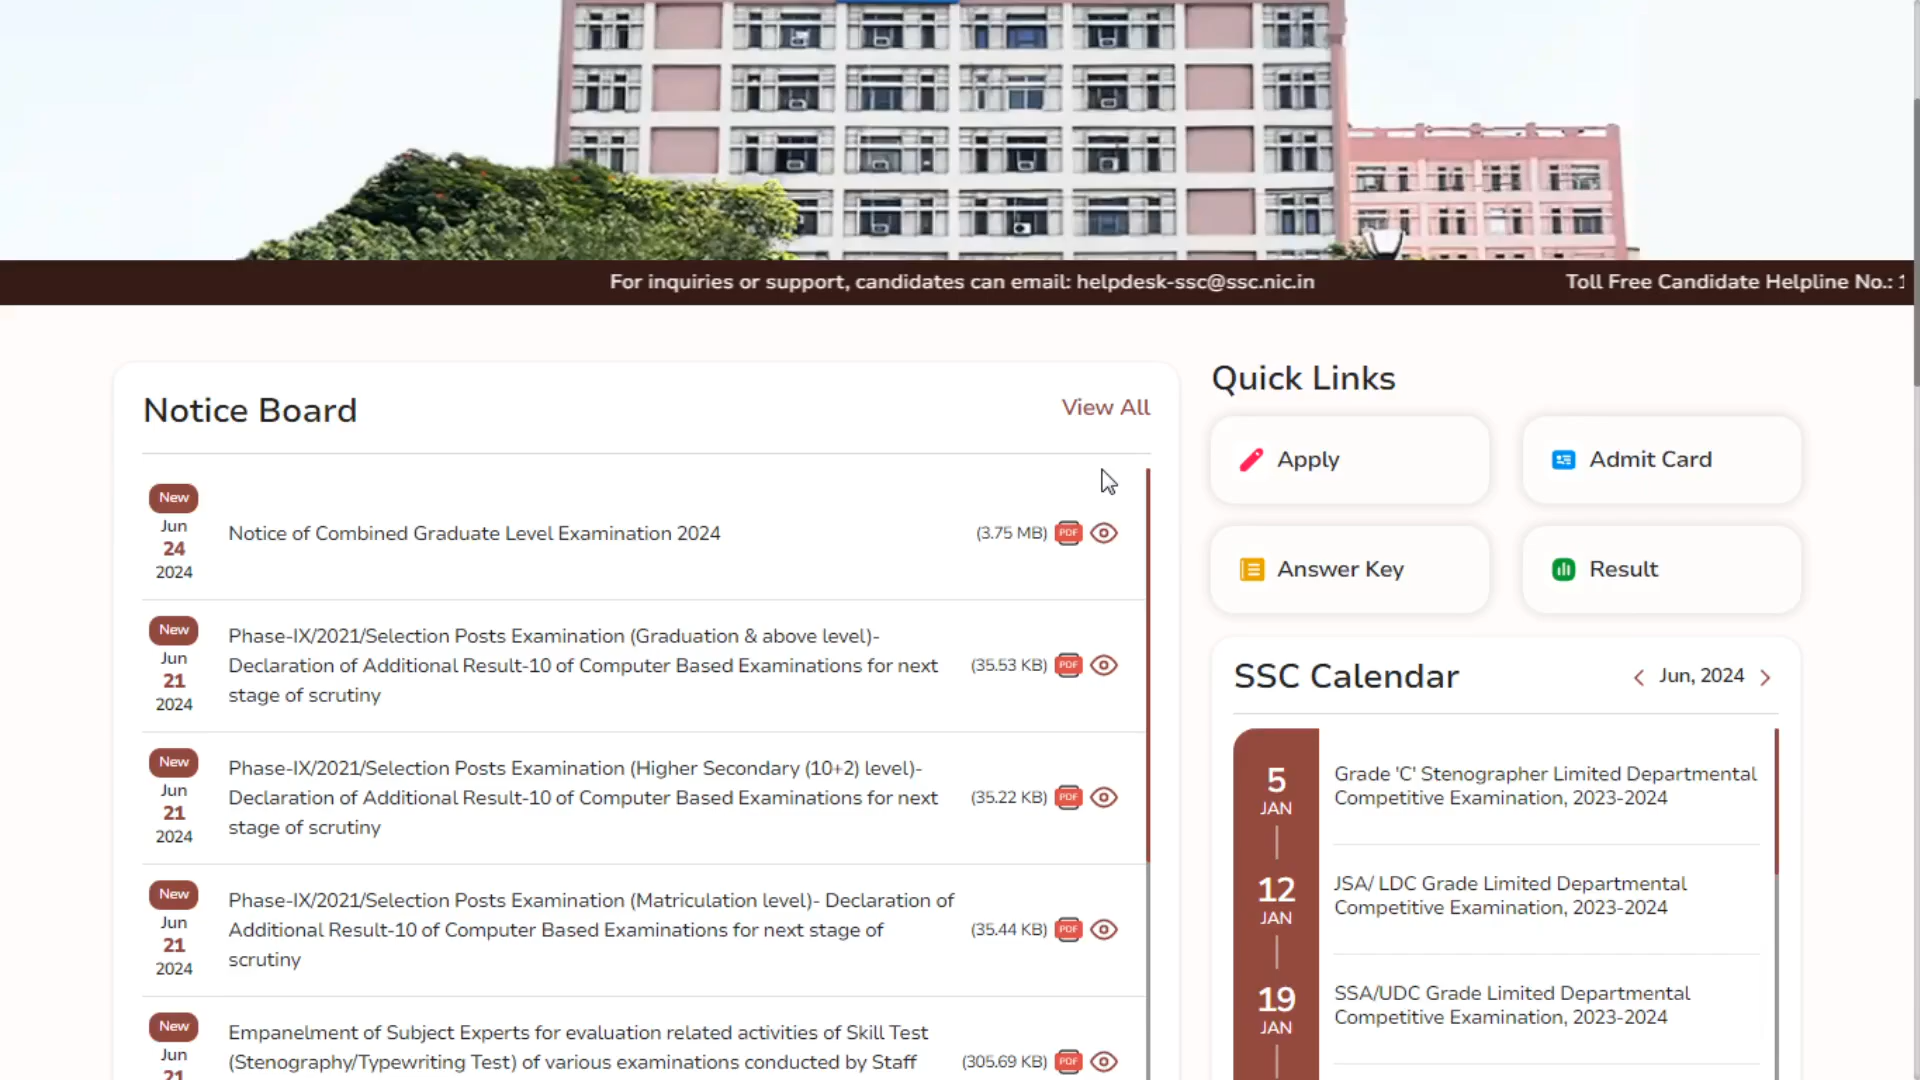 For inquiries or support, candidates can email: helpdesk-ssc@ssc.nic.in
Toll Free Candidate Helpline No.: 1
Notice Board
View All
New
Jun
24
2024
Notice of Combined Graduate Level Examination 2024
(3.75 MB)
PDF
New
Jun
21
2024
Phase-IX/2021/Selection Posts Examination (Graduation & above level)-
Declaration of Additional Result-10 of Computer Based Examinations for next
stage of scrutiny
(35.53 KB)
PDF
New
Jun
21
2024
Phase-IX/2021/Selection Posts Examination (Higher Secondary (10+2) level)-
Declaration of Additional Result-10 of Computer Based Examinations for next
stage of scrutiny
(35.22 KB)
PDF
New
Jun
21
2024
Phase-IX/2021/Selection Posts Examination (Matriculation level)- Declaration of
Additional Result-10 of Computer Based Examinations for next stage of
scrutiny
(35.44 KB)
PDF
New
Jun
21
Empanelment of Subject Experts for evaluation related activities of Skill Test
(Stenography/Typewriting Test) of various examinations conducted by Staff
(305.69 KB)
PDF
Quick Links
Apply
Admit Card
Answer Key
Result
SSC Calendar
Jun, 2024
5
JAN
Grade 'C' Stenographer Limited Departmental
Competitive Examination, 2023-2024
12
JAN
JSA/ LDC Grade Limited Departmental
Competitive Examination, 2023-2024
19
JAN
SSA/UDC Grade Limited Departmental
Competitive Examination, 2023-2024